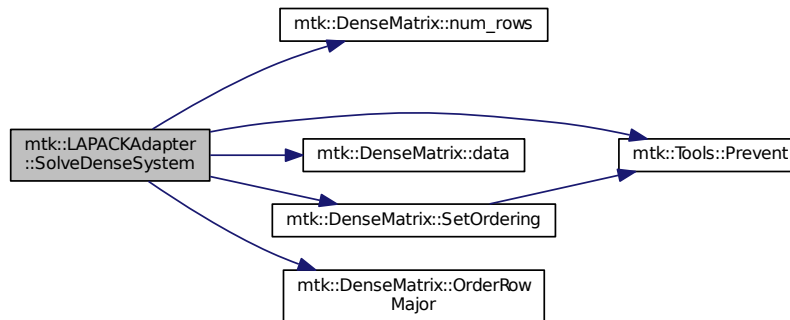 mtk::DenseMatrix::num_rows
mtk::LAPACKAdapter
::SolveDenseSystem
mtk::DenseMatrix::data
mtk::Tools::Prevent
mtk::DenseMatrix::SetOrdering
mtk::DenseMatrix::OrderRow
Major